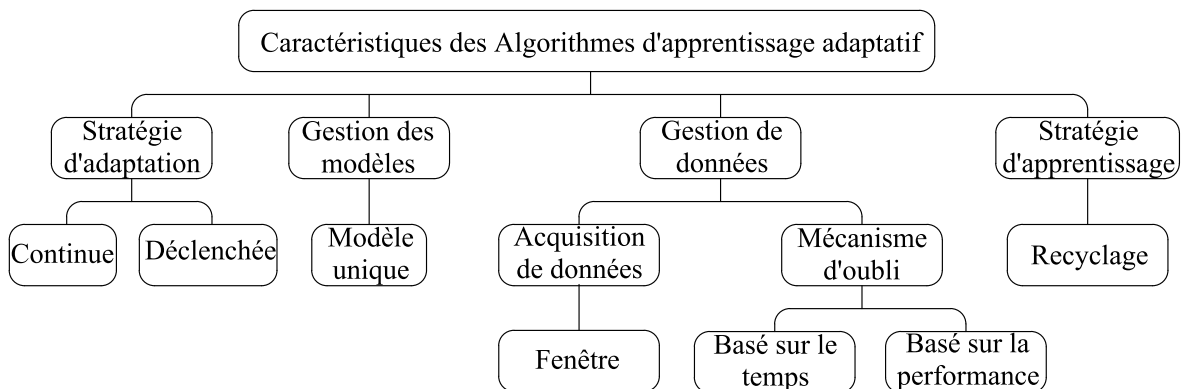 Caractéristiques des Algorithmes d'apprentissage adaptatif
Stratégie
d'adaptation
Gestion des
modèles
Gestion de
données
Stratégie
d'apprentissage
Continue
Déclenchée
Modèle
unique
Acquisition
de données
Mécanisme
d'oubli
Recyclage
Fenêtre
Basé sur le
temps
Basé sur la
performance